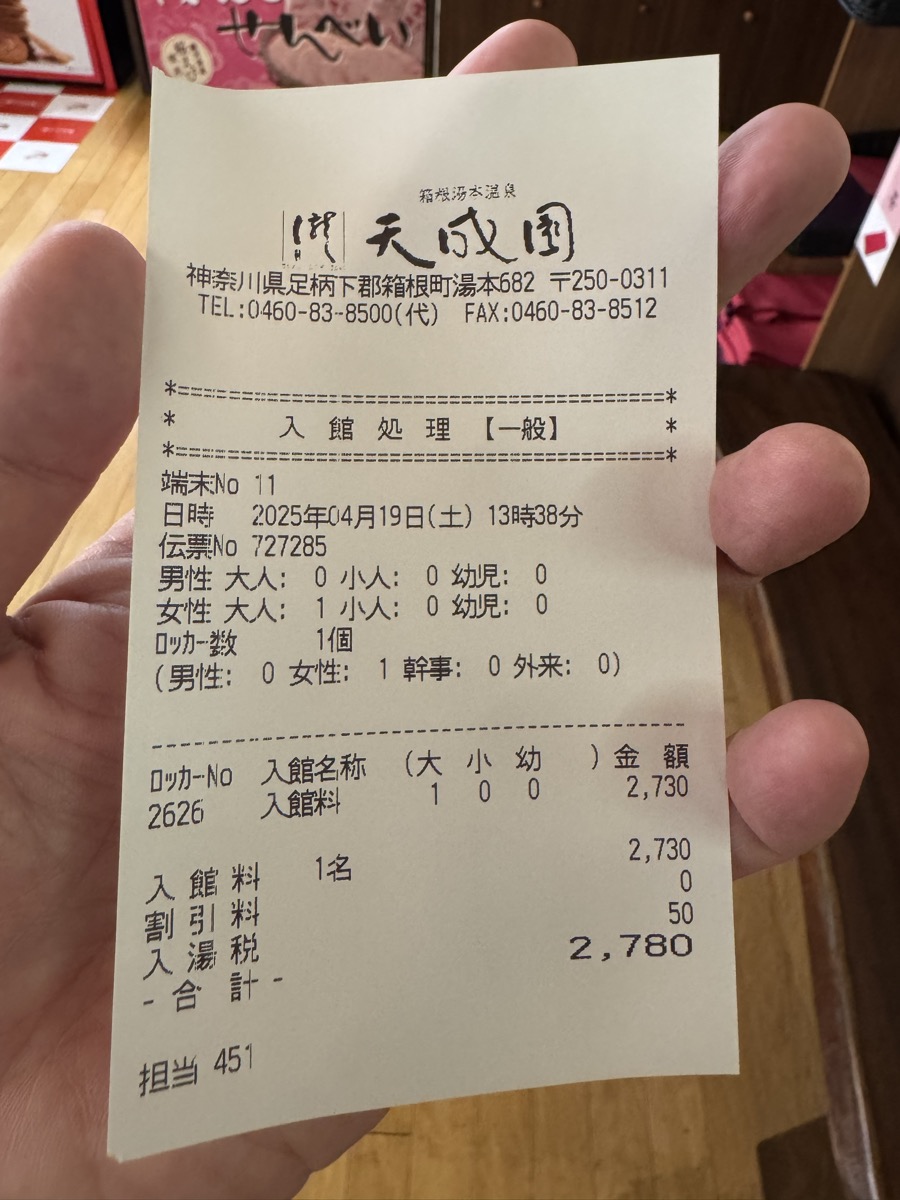 せんべい
箱根湯本温泉
天成園
神奈川県足柄下郡箱根町湯本682 〒250-0311
TEL:0460-83-8500(代) FAX:0460-83-8512
*=========================================*
* 入 館 処 理 【一般】 *
*=========================================*
端末No 11
日時 2025年04月19日(土) 13時38分
伝票No 727285
男性 大人: 0 小人: 0 幼児: 0
女性 大人: 1 小人: 0 幼児: 0
ﾛｯｶｰ数 1個
(男性: 0 女性: 1 幹事: 0 外来: 0)
-----------------------------------------
ﾛｯｶｰNo 入館名称 (大 小 幼 )金 額
2626 入館料 1 0 0 2,730
入 館 料 1名 2,730
割 引 料 0
入 湯 税 50
- 合 計 - 2,780
担当 451